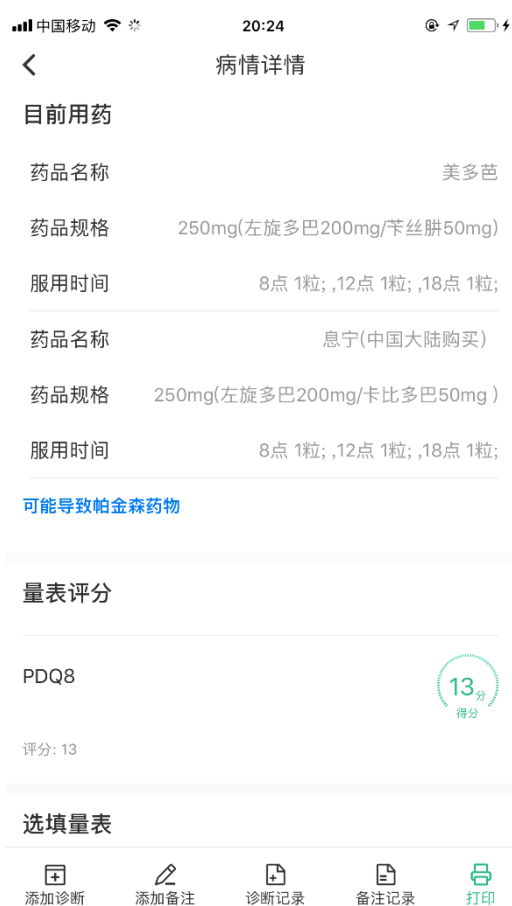 中国移动 20:24
病情详情
目前用药
药品名称 美多芭
药品规格 250mg(左旋多巴200mg/苄丝肼50mg)
服用时间 8点 1粒; ,12点 1粒; ,18点 1粒;
药品名称 息宁(中国大陆购买)
药品规格 250mg(左旋多巴200mg/卡比多巴50mg )
服用时间 8点 1粒; ,12点 1粒; ,18点 1粒;
可能导致帕金森药物
量表评分
PDQ8 13分
得分
评分: 13
选填量表
添加诊断 添加备注 诊断记录 备注记录 打印